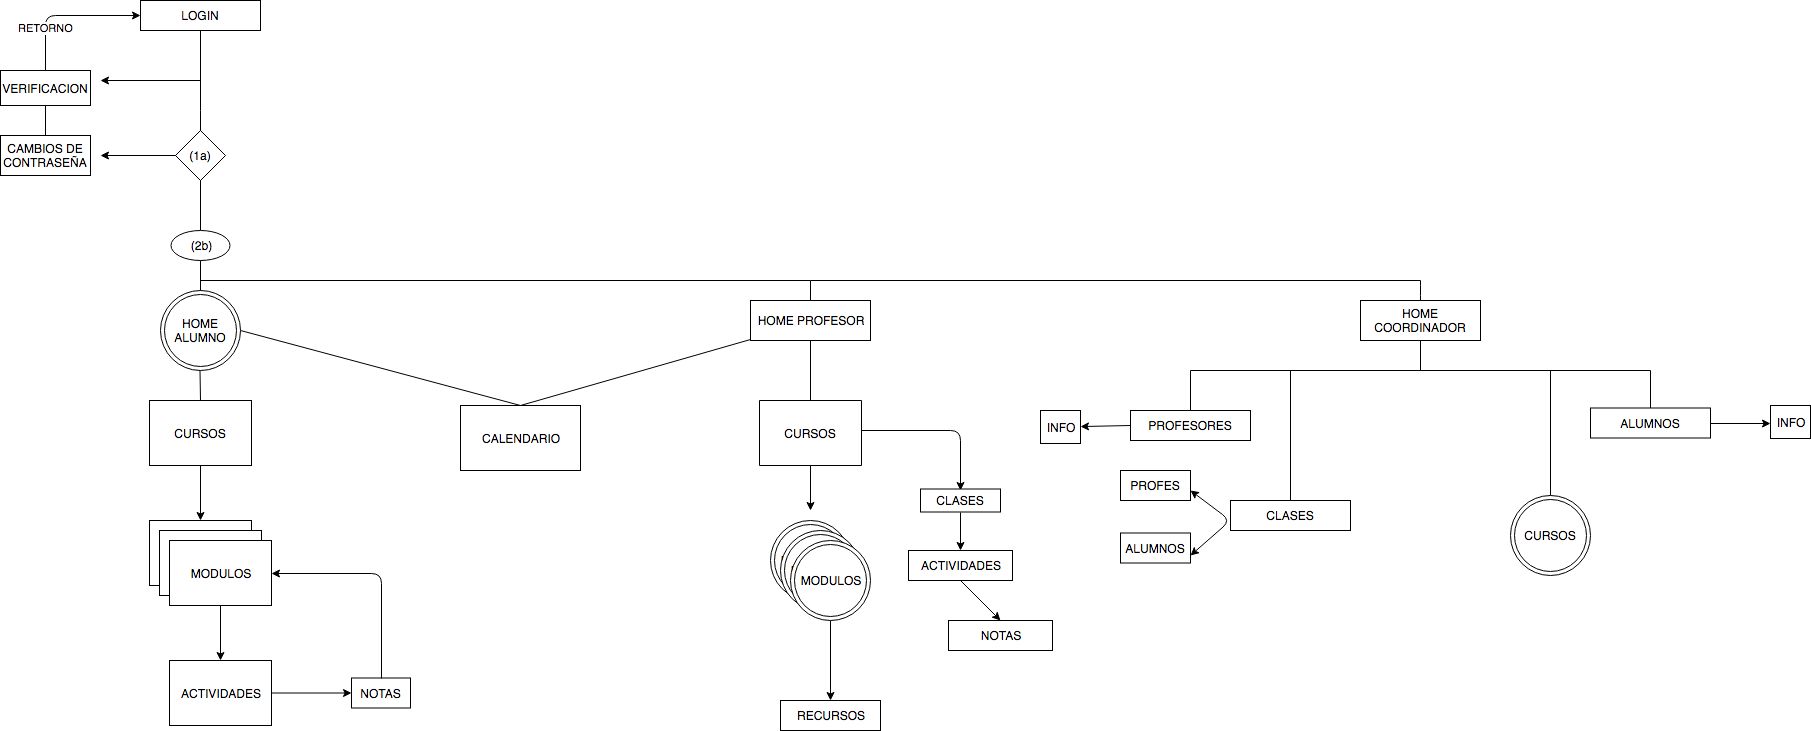 LOGIN
RETORNO
VERIFICACION
CAMBIOS DE
CONTRASEÑA
(1a)
(2b)
HOME
ALUMNO
HOME PROFESOR
HOME
COORDINADOR
CURSOS
CALENDARIO
CURSOS
INFO
PROFESORES
ALUMNOS
INFO
PROFES
CLASES
CLASES
ALUMNOS
CURSOS
MODULOS
MODULOS
ACTIVIDADES
NOTAS
ACTIVIDADES
NOTAS
RECURSOS